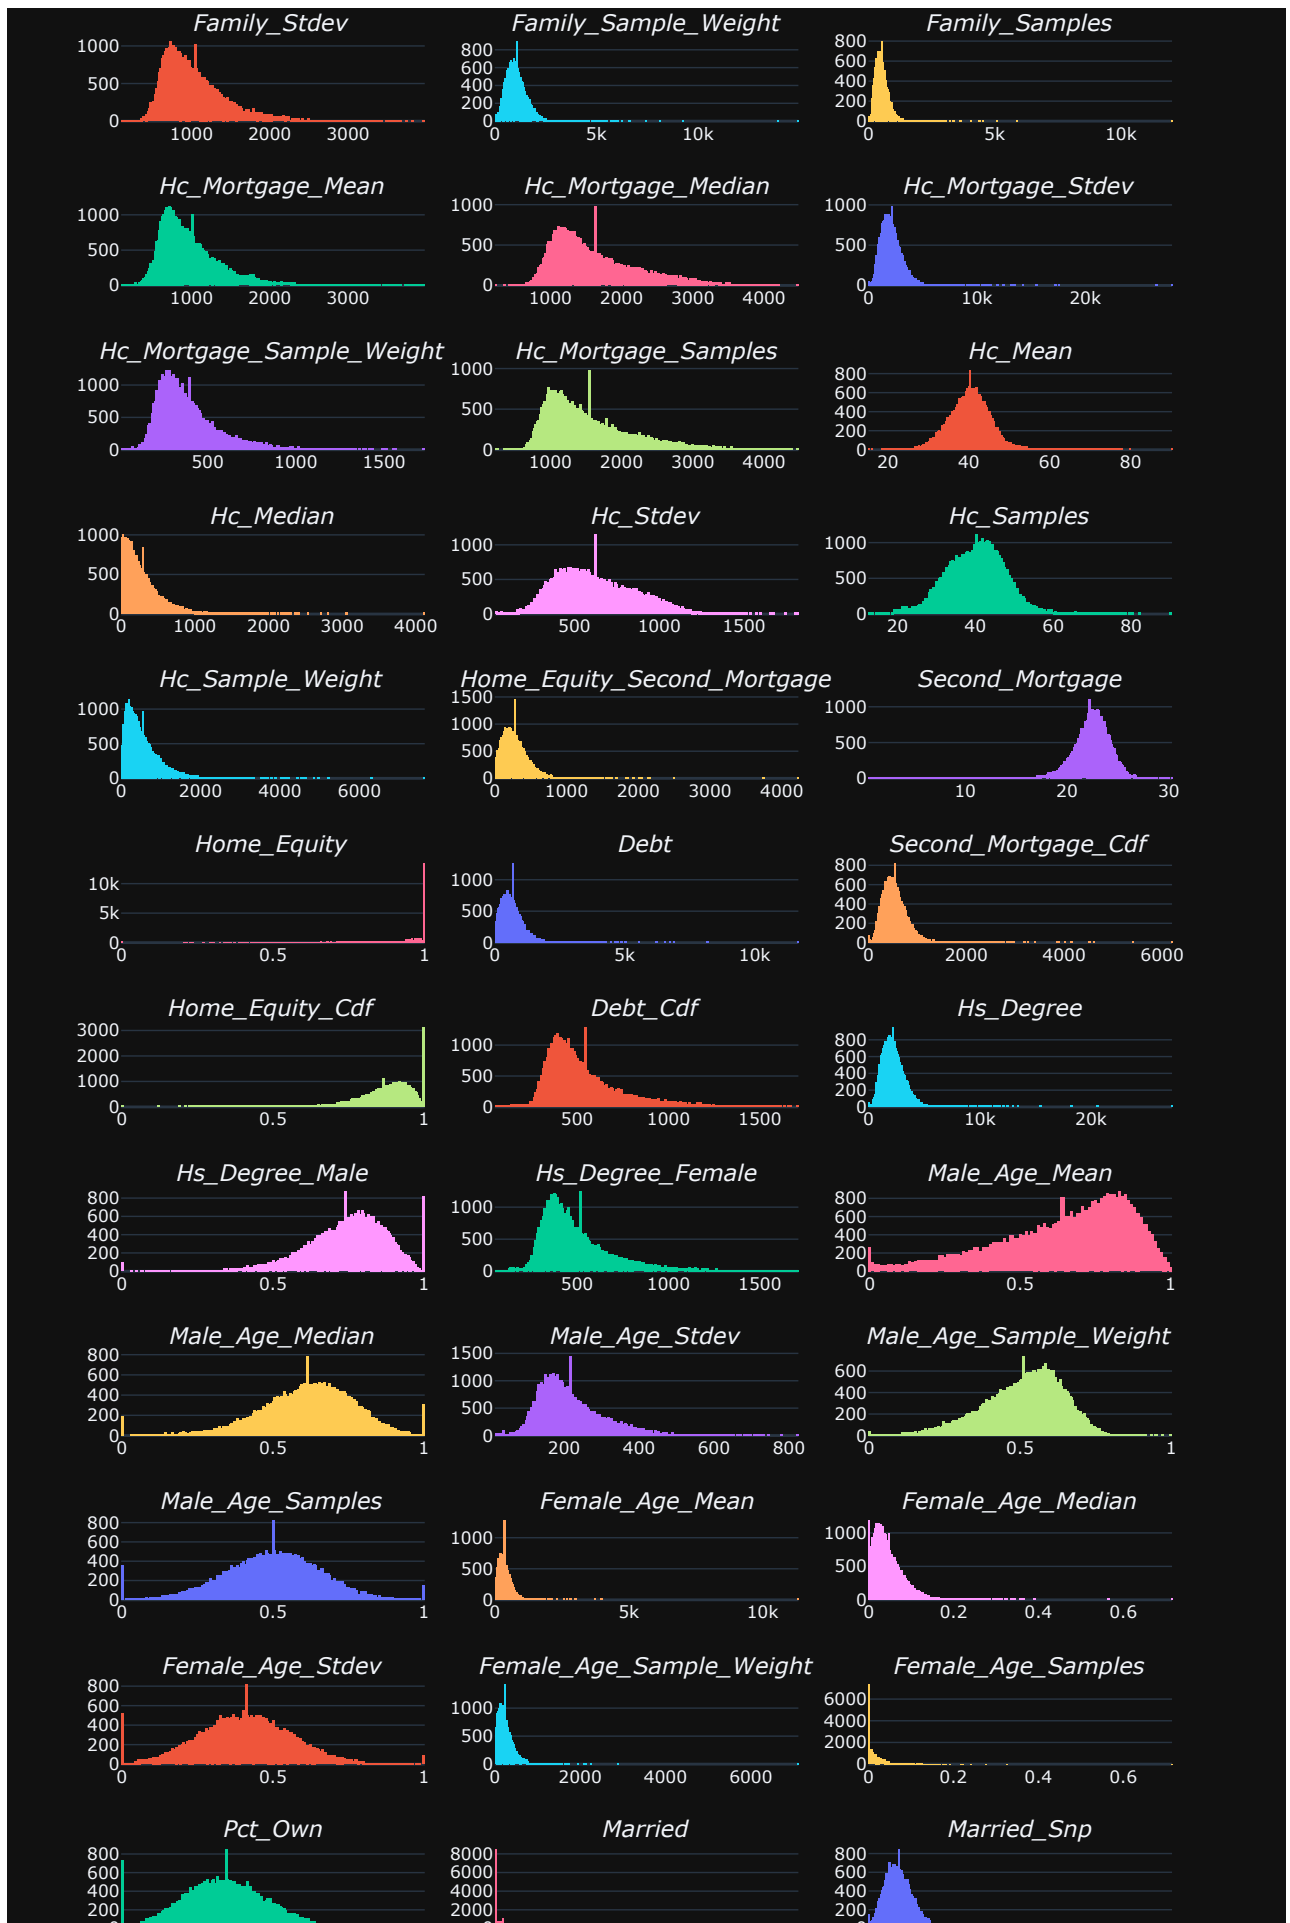 Family_Stdev Family_Sample_Weight Family_Samples
1000 500 0 1000 2000 3000
800 600 400 200 0 0 5k 10k
800 600 400 200 0 0 5k 10k
Hc_Mortgage_Mean Hc_Mortgage_Median Hc_Mortgage_Stdev
1000 500 0 1000 2000 3000
1000 500 0 1000 2000 3000 4000
1000 500 0 0 10k 20k
Hc_Mortgage_Sample_Weight Hc_Mortgage_Samples Hc_Mean
1000 500 0 500 1000 1500
1000 500 0 1000 2000 3000 4000
800 600 400 200 0 20 40 60 80
Hc_Median Hc_Stdev Hc_Samples
1000 500 0 0 1000 2000 3000 4000
1000 500 0 500 1000 1500
1000 500 0 20 40 60 80
Hc_Sample_Weight Home_Equity_Second_Mortgage Second_Mortgage
1000 500 0 0 2000 4000 6000
1500 1000 500 0 0 1000 2000 3000 4000
1000 500 0 10 20 30
Home_Equity Debt Second_Mortgage_Cdf
10k 5k 0 0 0.5 1
1000 500 0 0 5k 10k
800 600 400 200 0 0 2000 4000 6000
Home_Equity_Cdf Debt_Cdf Hs_Degree
3000 2000 1000 0 0 0.5 1
1000 500 0 500 1000 1500
800 600 400 200 0 0 10k 20k
Hs_Degree_Male Hs_Degree_Female Male_Age_Mean
800 600 400 200 0 0 0.5 1
1000 500 0 500 1000 1500
800 600 400 200 0 0 0.5 1
Male_Age_Median Male_Age_Stdev Male_Age_Sample_Weight
800 600 400 200 0 0 0.5 1
1500 1000 500 0 200 400 600 800
600 400 200 0 0 0.5 1
Male_Age_Samples Female_Age_Mean Female_Age_Median
800 600 400 200 0 0 0.5 1
1000 500 0 0 5k 10k
1000 500 0 0 0.2 0.4 0.6
Female_Age_Stdev Female_Age_Sample_Weight Female_Age_Samples
800 600 400 200 0 0 0.5 1
1000 500 0 0 2000 4000 6000
6000 4000 2000 0 0 0.2 0.4 0.6
Pct_Own Married Married_Snp
800 600 400 200
8000 6000 4000 2000
800 600 400 200